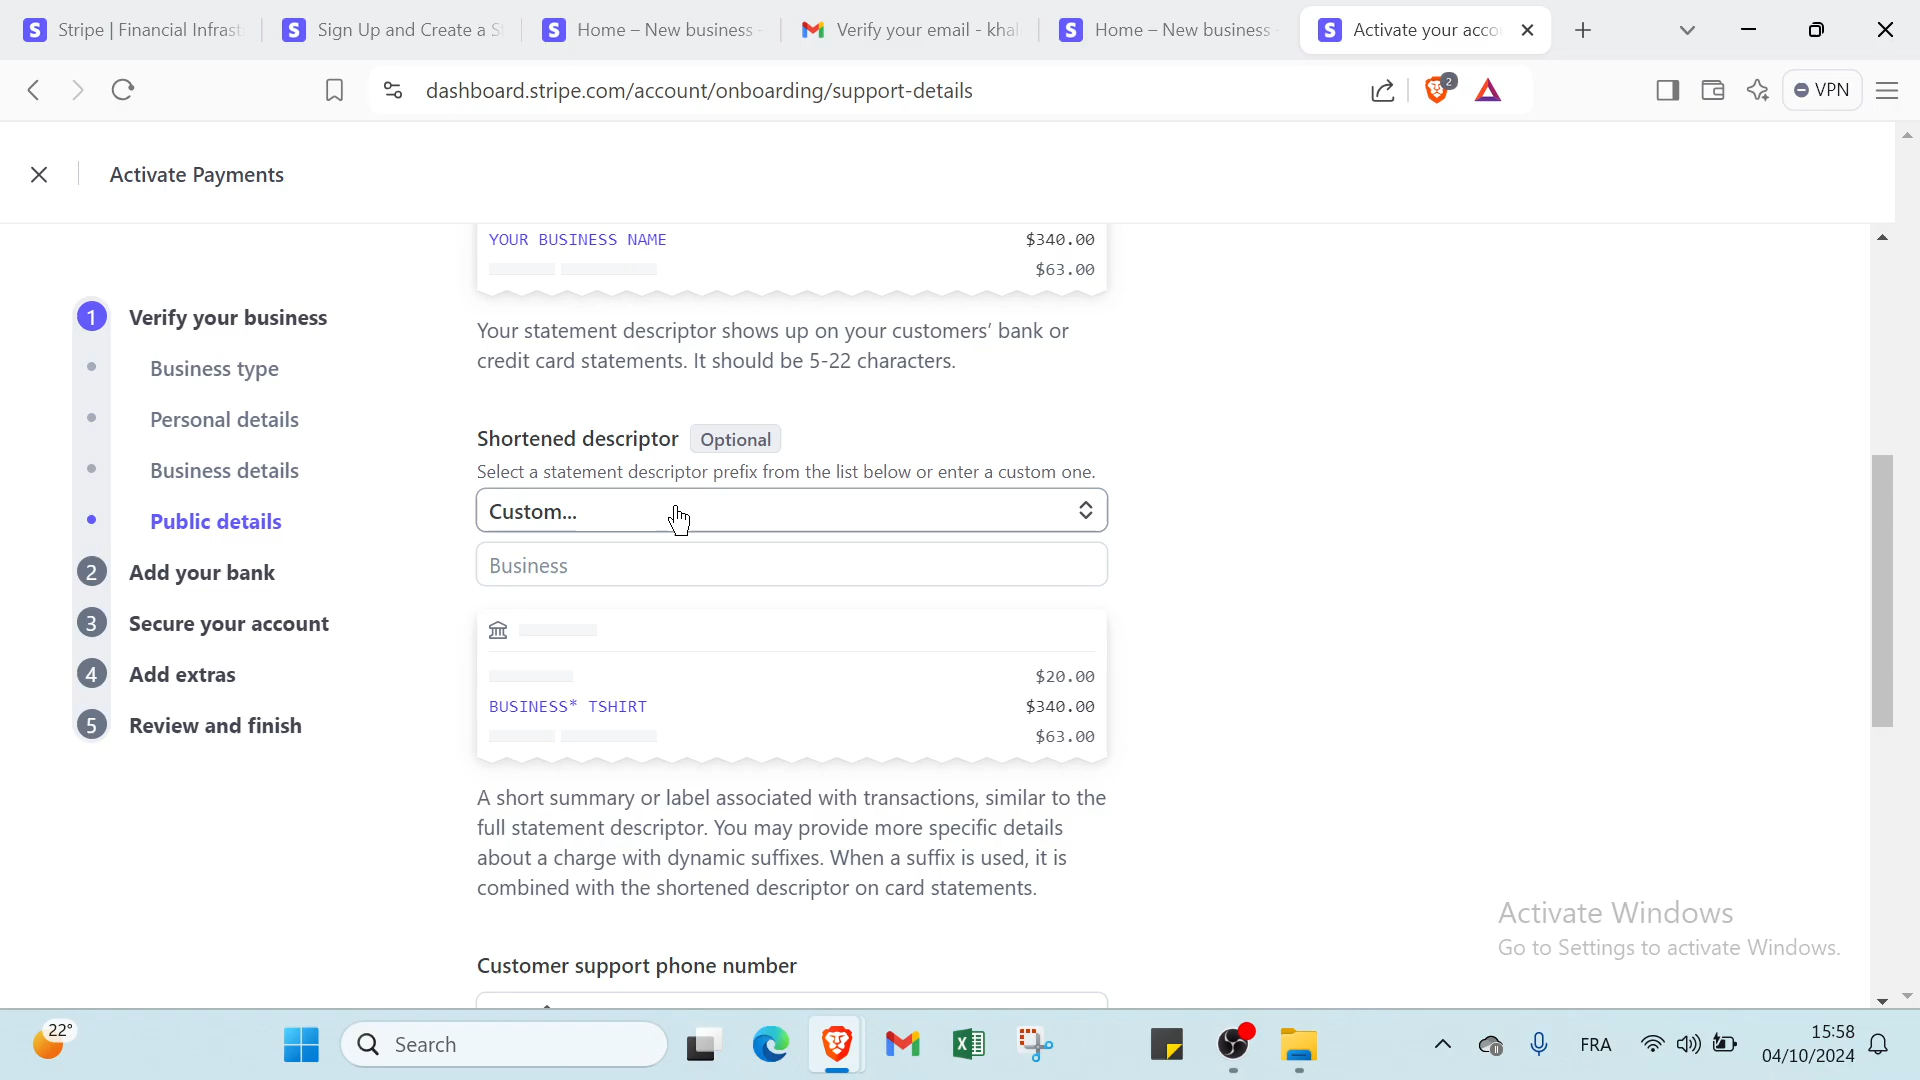 Stripe | Financial Infrast
Sign Up and Create a S
Home – New business –
Verify your email - khal
Home – New business -
Activate your acco
dashboard.stripe.com/account/onboarding/support-details
2
VPN
Activate Payments
1 Verify your business
Business type
Personal details
Business details
Public details
2 Add your bank
3 Secure your account
4 Add extras
5 Review and finish
YOUR BUSINESS NAME $340.00
$63.00
Your statement descriptor shows up on your customers' bank or
credit card statements. It should be 5-22 characters.
Shortened descriptor Optional
Select a statement descriptor prefix from the list below or enter a custom one.
Custom...
Business
$20.00
BUSINESS* TSHIRT $340.00
$63.00
A short summary or label associated with transactions, similar to the
full statement descriptor. You may provide more specific details
about a charge with dynamic suffixes. When a suffix is used, it is
combined with the shortened descriptor on card statements.
Customer support phone number
Activate Windows
Go to Settings to activate Windows.
22°
Search
FRA
15:58
04/10/2024